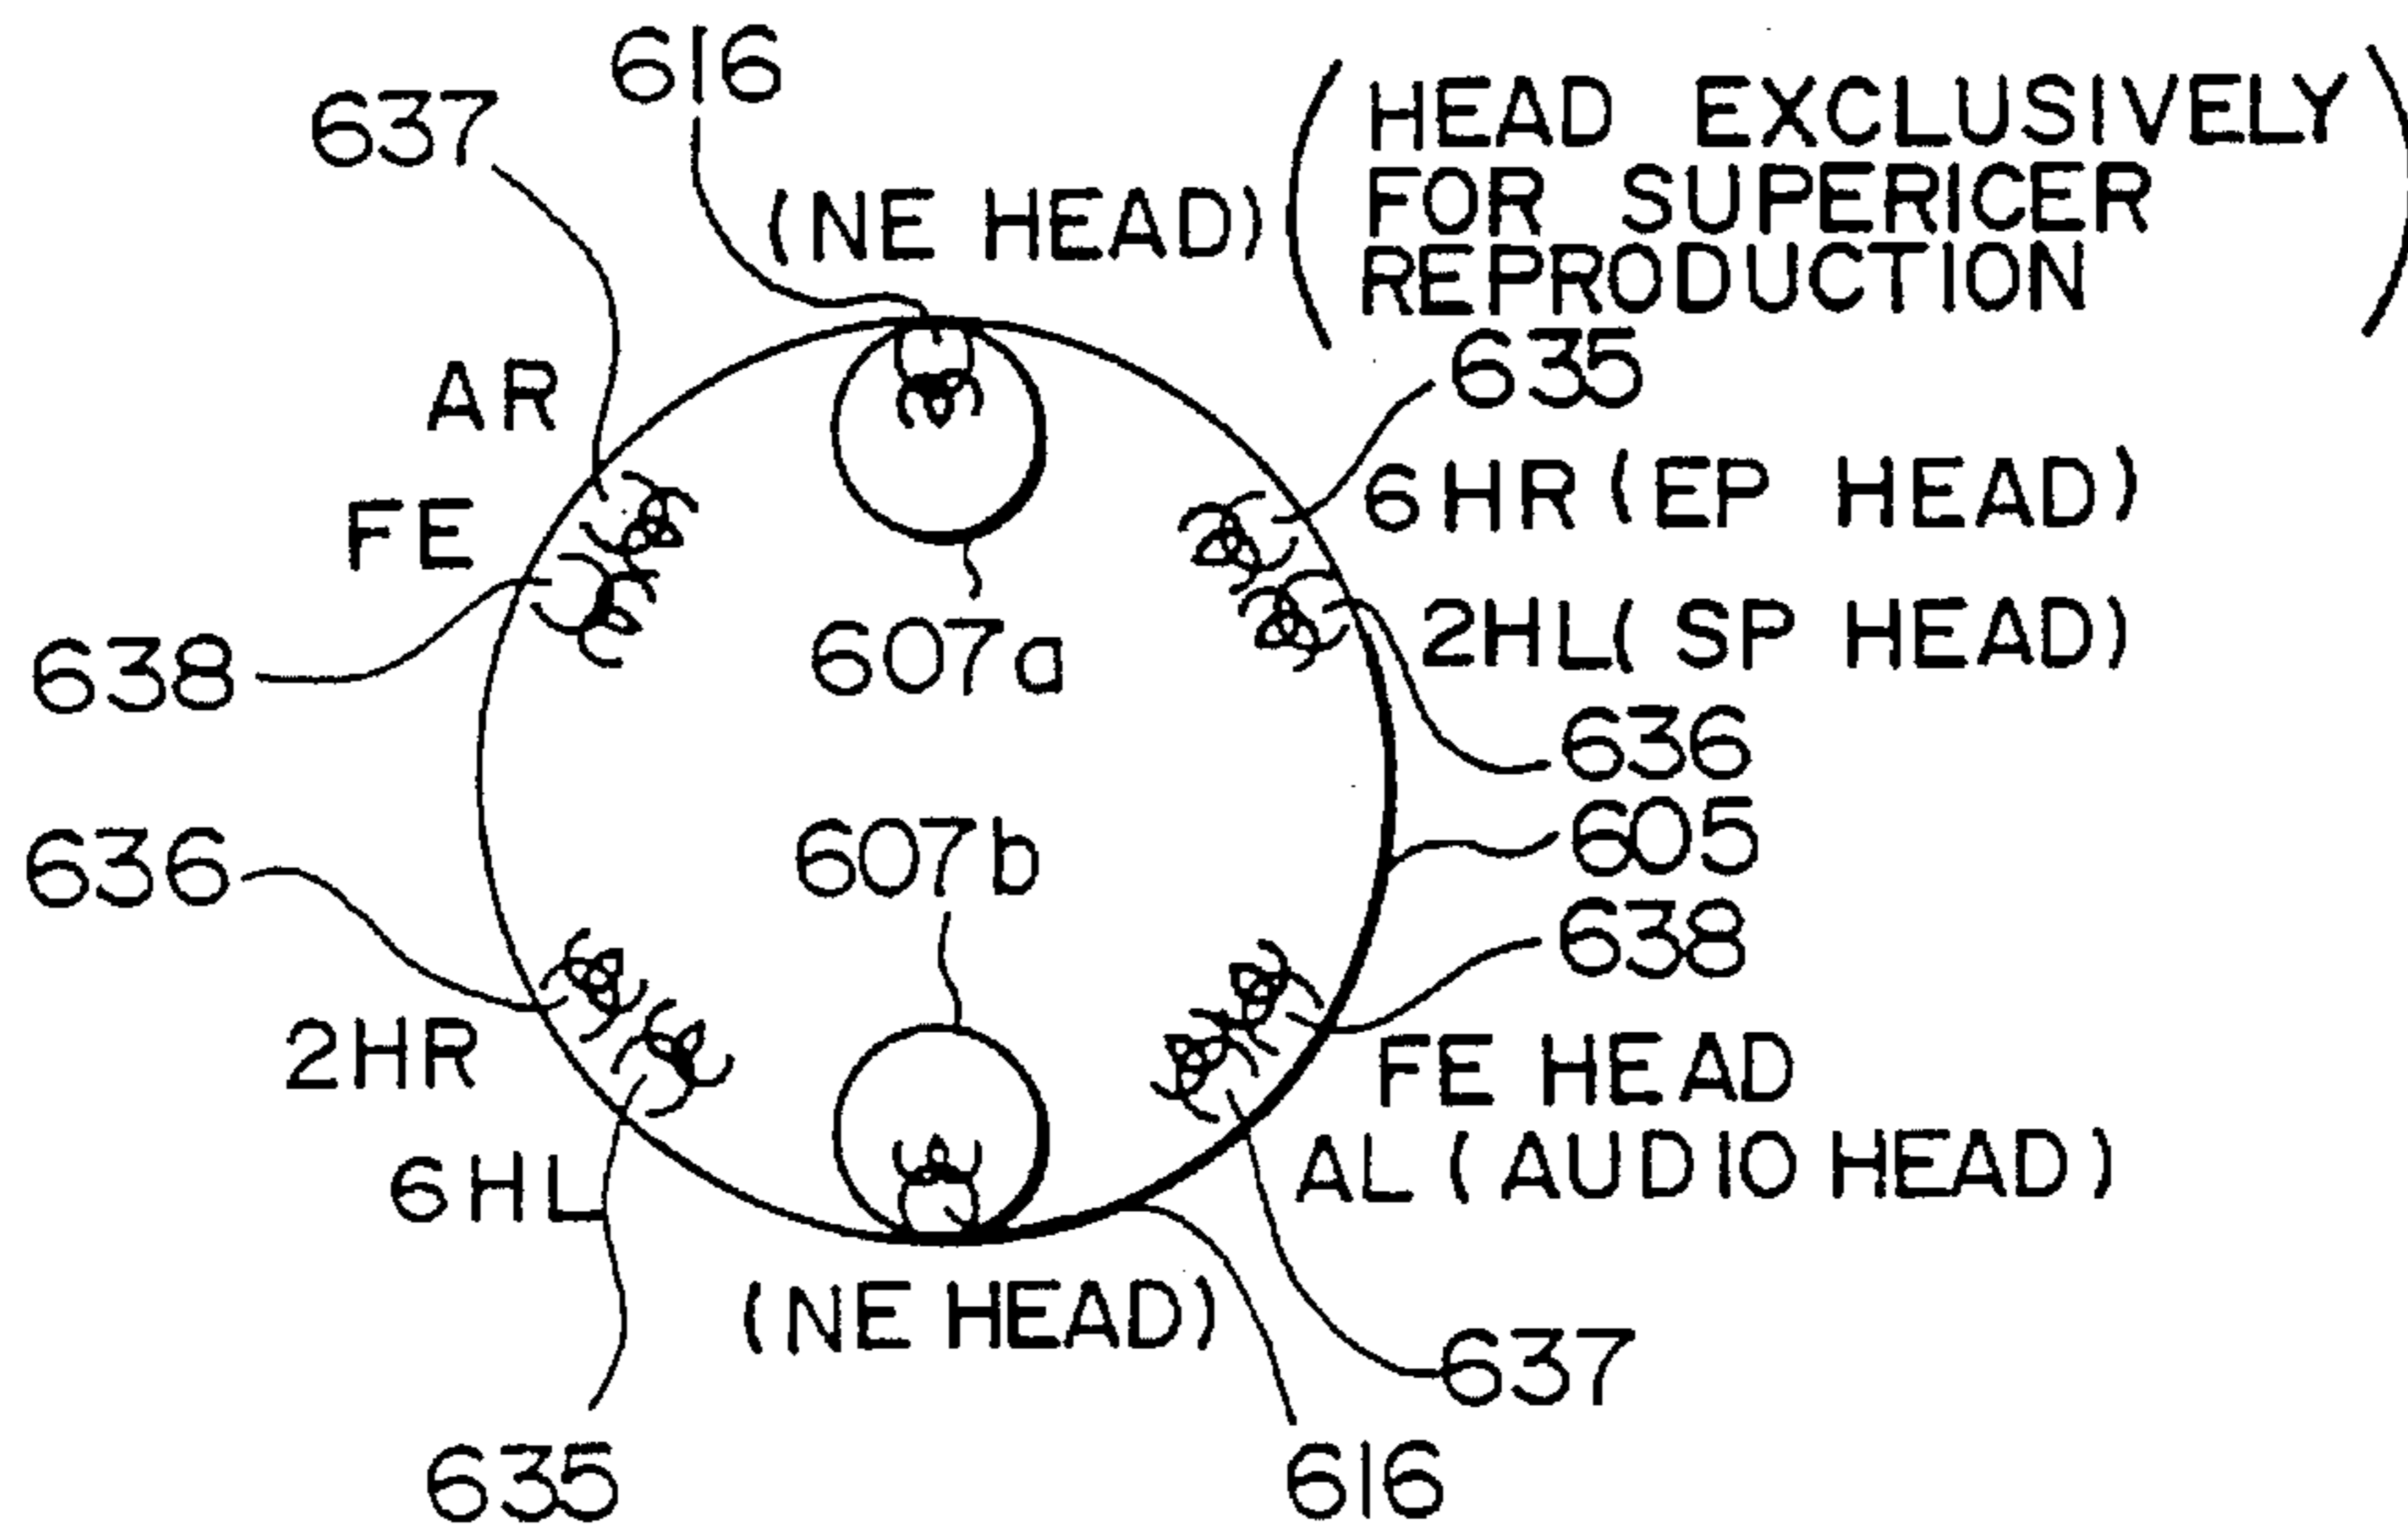 616
637
(NE HEAD)
(HEAD EXCLUSIVELY
FOR SUPERICER
REPRODUCTION)
635
AR
6HR (EP HEAD)
FE
2HL (SP HEAD)
638
607a
636
605
607b
636
638
2HR
FE HEAD
AL (AUDIO HEAD)
6HL
(NE HEAD)
637
635
616